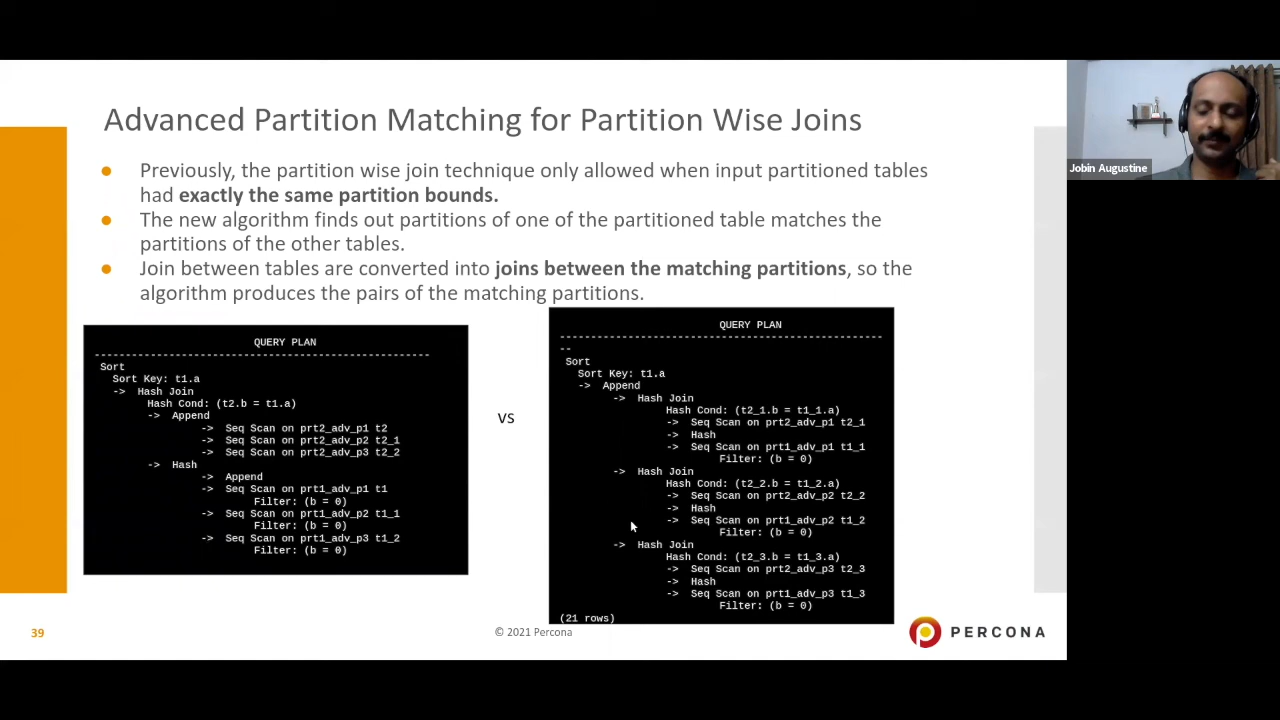 Advanced Partition Matching for Partition Wise Joins
● Previously, the partition wise join technique only allowed when input partitioned tables
had exactly the same partition bounds.
● The new algorithm finds out partitions of one of the partitioned table matches the
partitions of the other tables.
● Join between tables are converted into joins between the matching partitions, so the
algorithm produces the pairs of the matching partitions.
QUERY PLAN
-------------------------------------------------------
Sort
Sort Key: t1.a
-> Hash Join
Hash Cond: (t2.b = t1.a)
-> Append
-> Seq Scan on prt2_adv_p1 t2
-> Seq Scan on prt2_adv_p2 t2_1
-> Seq Scan on prt2_adv_p3 t2_2
-> Hash
-> Append
-> Seq Scan on prt1_adv_p1 t1
Filter: (b = 0)
-> Seq Scan on prt1_adv_p2 t1_1
Filter: (b = 0)
-> Seq Scan on prt1_adv_p3 t1_2
Filter: (b = 0)
vs
QUERY PLAN
-----------------------------------------------------
--
Sort
Sort Key: t1.a
-> Append
-> Hash Join
Hash Cond: (t2_1.b = t1_1.a)
-> Seq Scan on prt2_adv_p1 t2_1
-> Hash
-> Seq Scan on prt1_adv_p1 t1_1
Filter: (b = 0)
-> Hash Join
Hash Cond: (t2_2.b = t1_2.a)
-> Seq Scan on prt2_adv_p2 t2_2
-> Hash
-> Seq Scan on prt1_adv_p2 t1_2
Filter: (b = 0)
-> Hash Join
Hash Cond: (t2_3.b = t1_3.a)
-> Seq Scan on prt2_adv_p3 t2_3
-> Hash
-> Seq Scan on prt1_adv_p3 t1_3
Filter: (b = 0)
(21 rows)
39
© 2021 Percona
PERCONA
Jobin Augustine